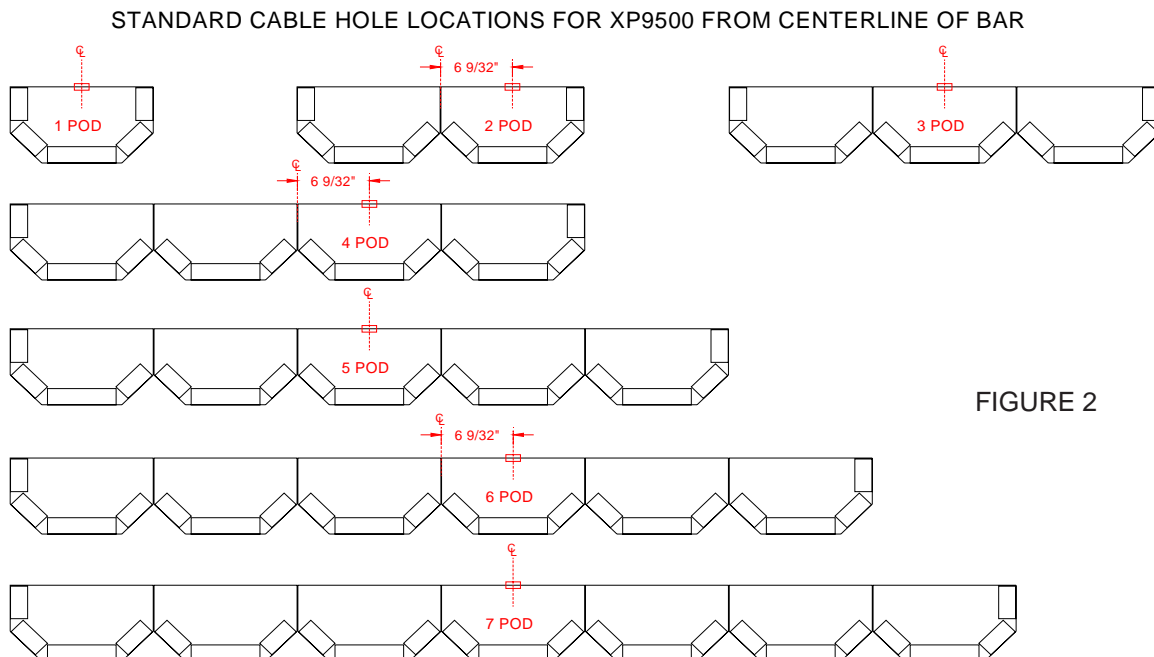 STANDARD CABLE HOLE LOCATIONS FOR XP9500 FROM CENTERLINE OF BAR
℄
℄
℄
6 9/32"
1 POD
2 POD
3 POD
℄
6 9/32"
4 POD
℄
5 POD
FIGURE 2
℄
6 9/32"
6 POD
℄
7 POD